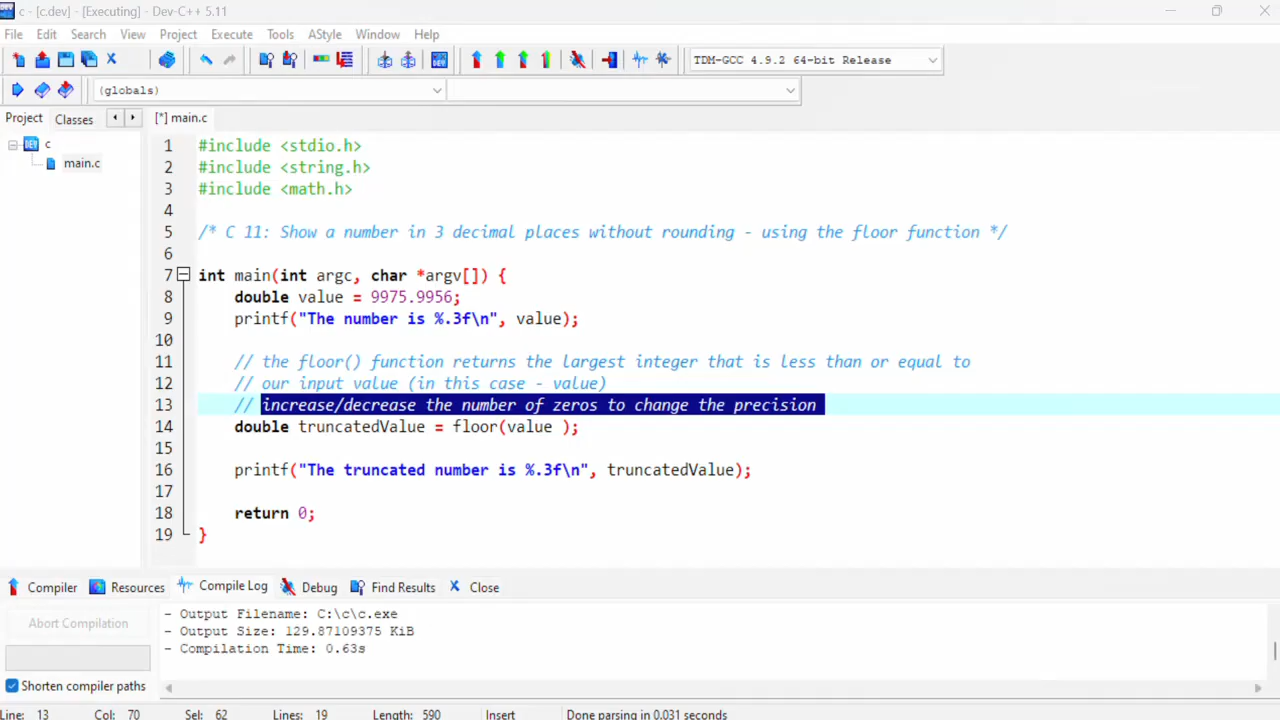 c - [c.dev] - [Executing] - Dev-C++ 5.11
File Edit Search View Project Execute Tools AStyle Window Help
TDM-GCC 4.9.2 64-bit Release
(globals)
Project Classes [*] main.c
c
main.c
1 #include <stdio.h>
2 #include <string.h>
3 #include <math.h>
4
5 /* C 11: Show a number in 3 decimal places without rounding - using the floor function */
6
7 int main(int argc, char *argv[]) {
8 double value = 9975.9956;
9 printf("The number is %.3f\n", value);
10
11 // the floor() function returns the largest integer that is less than or equal to
12 // our input value (in this case - value)
13 // increase/decrease the number of zeros to change the precision
14 double truncatedValue = floor(value );
15
16 printf("The truncated number is %.3f\n", truncatedValue);
17
18 return 0;
19 }
Compiler Resources Compile Log Debug Find Results Close
Abort Compilation
Shorten compiler paths
- Output Filename: C:\c\c.exe
- Output Size: 129.87109375 KiB
- Compilation Time: 0.63s
Line: 13 Col: 70 Sel: 62 Lines: 19 Length: 590 Insert Done parsing in 0.031 seconds